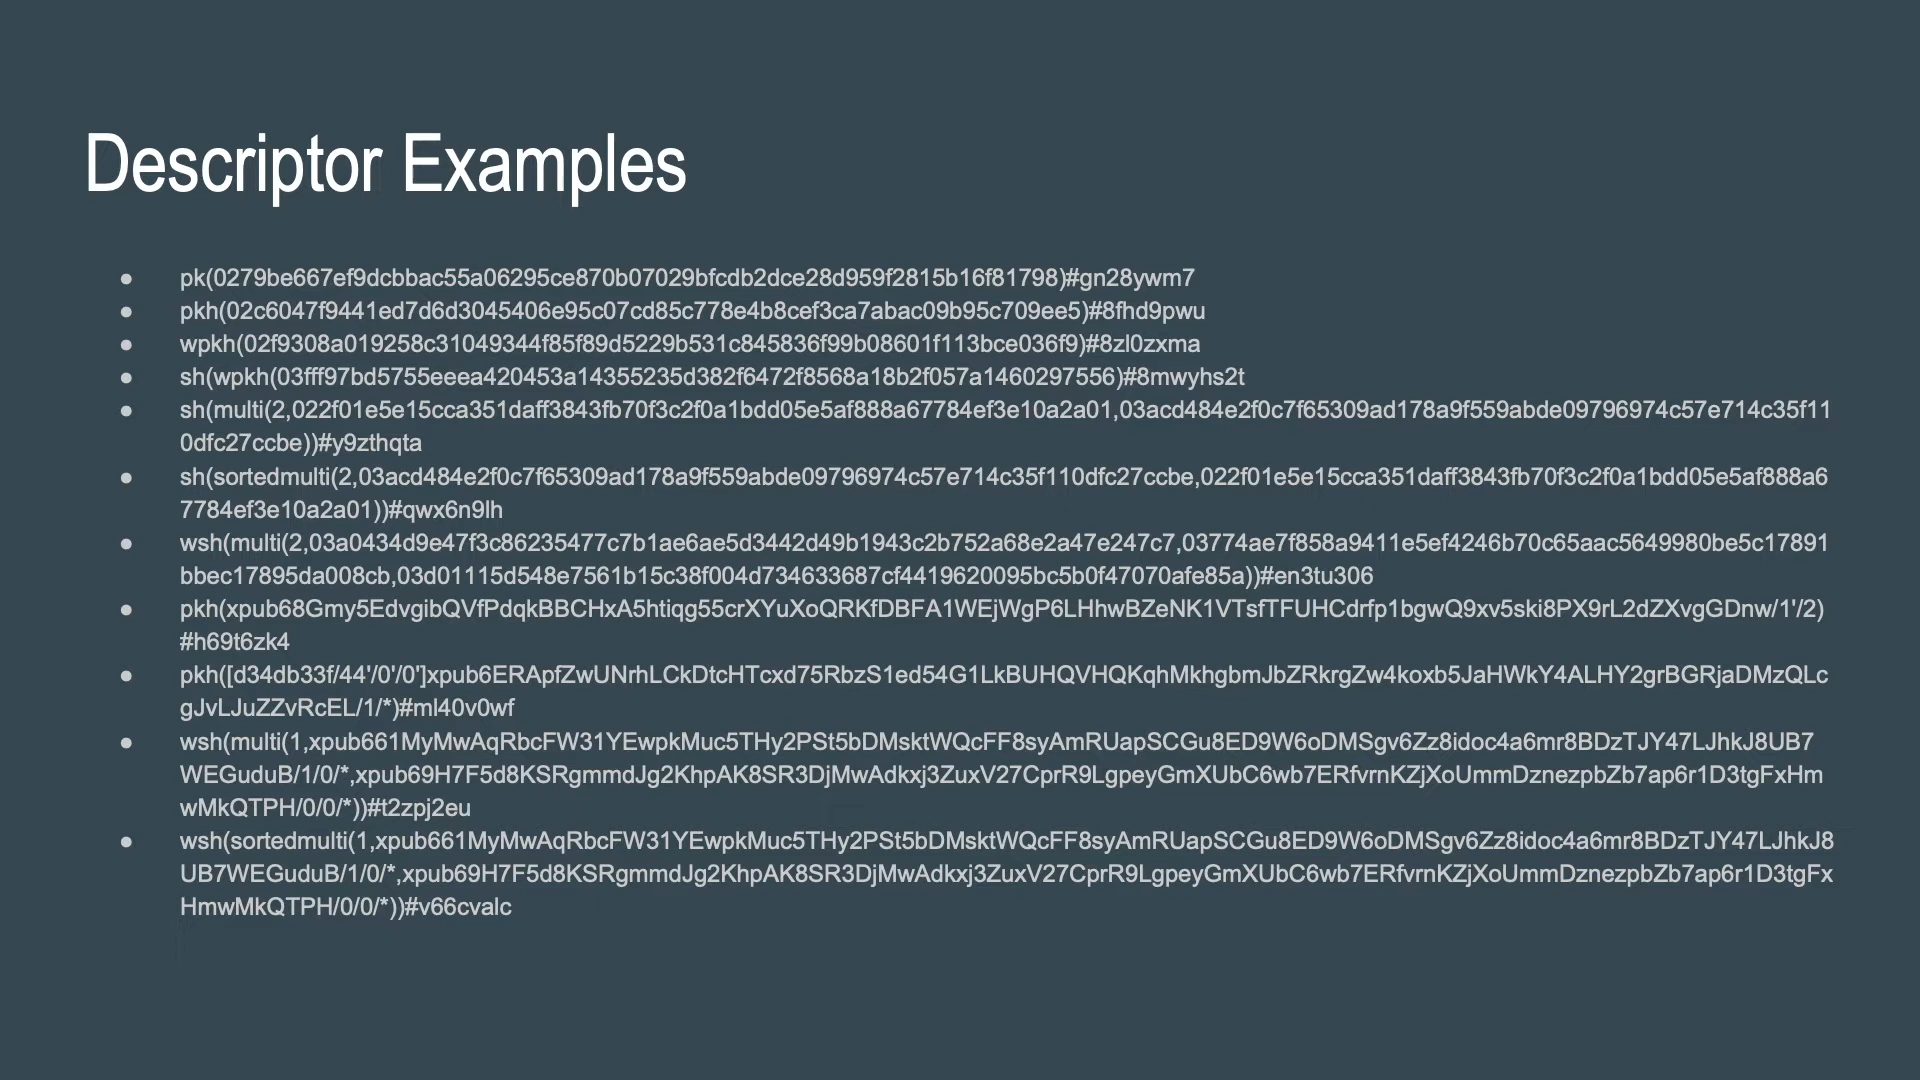 Descriptor Examples
● pk(0279be667ef9dcbbac55a06295ce870b07029bfcdb2dce28d959f2815b16f81798)#gn28ywm7
● pkh(02c6047f9441ed7d6d3045406e95c07cd85c778e4b8cef3ca7abac09b95c709ee5)#8fhd9pwu
● wpkh(02f9308a019258c31049344f85f89d5229b531c845836f99b08601f113bce036f9)#8zl0zxma
● sh(wpkh(03fff97bd5755eeea420453a14355235d382f6472f8568a18b2f057a1460297556)#8mwyhs2t
● sh(multi(2,022f01e5e15cca351daff3843fb70f3c2f0a1bdd05e5af888a67784ef3e10a2a01,03acd484e2f0c7f65309ad178a9f559abde09796974c57e714c35f11
0dfc27ccbe))#y9zthqta
● sh(sortedmulti(2,03acd484e2f0c7f65309ad178a9f559abde09796974c57e714c35f110dfc27ccbe,022f01e5e15cca351daff3843fb70f3c2f0a1bdd05e5af888a6
7784ef3e10a2a01))#qwx6n9lh
● wsh(multi(2,03a0434d9e47f3c86235477c7b1ae6ae5d3442d49b1943c2b752a68e2a47e247c7,03774ae7f858a9411e5ef4246b70c65aac5649980be5c17891
bbec17895da008cb,03d01115d548e7561b15c38f004d734633687cf4419620095bc5b0f47070afe85a))#en3tu306
● pkh(xpub68Gmy5EdvgibQVfPdqkBBCHxA5htiqg55crXYuXoQRKfDBFA1WEjWgP6LHhwBZeNK1VTsfTFUHCdrfp1bgwQ9xv5ski8PX9rL2dZXvgGDnw/1'/2)
#h69t6zk4
● pkh([d34db33f/44'/0'/0']xpub6ERApfZwUNrhLCkDtcHTcxd75RbzS1ed54G1LkBUHQVHQKqhMkhgbmJbZRkrgZw4koxb5JaHWkY4ALHY2grBGRjaDMzQLc
gJvLJuZZvRcEL/1/*)#ml40v0wf
● wsh(multi(1,xpub661MyMwAqRbcFW31YEwpkMuc5THy2PSt5bDMsktWQcFF8syAmRUapSCGu8ED9W6oDMSgv6Zz8idoc4a6mr8BDzTJY47LJhkJ8UB7
WEGuduB/1/0/*,xpub69H7F5d8KSRgmmdJg2KhpAK8SR3DjMwAdkxj3ZuxV27CprR9LgpeyGmXUbC6wb7ERfvrnKZjXoUmmDznezpbZb7ap6r1D3tgFxHm
wMkQTPH/0/0/*))#t2zpj2eu
● wsh(sortedmulti(1,xpub661MyMwAqRbcFW31YEwpkMuc5THy2PSt5bDMsktWQcFF8syAmRUapSCGu8ED9W6oDMSgv6Zz8idoc4a6mr8BDzTJY47LJhkJ8
UB7WEGuduB/1/0/*,xpub69H7F5d8KSRgmmdJg2KhpAK8SR3DjMwAdkxj3ZuxV27CprR9LgpeyGmXUbC6wb7ERfvrnKZjXoUmmDznezpbZb7ap6r1D3tgFx
HmwMkQTPH/0/0/*))#v66cvalc